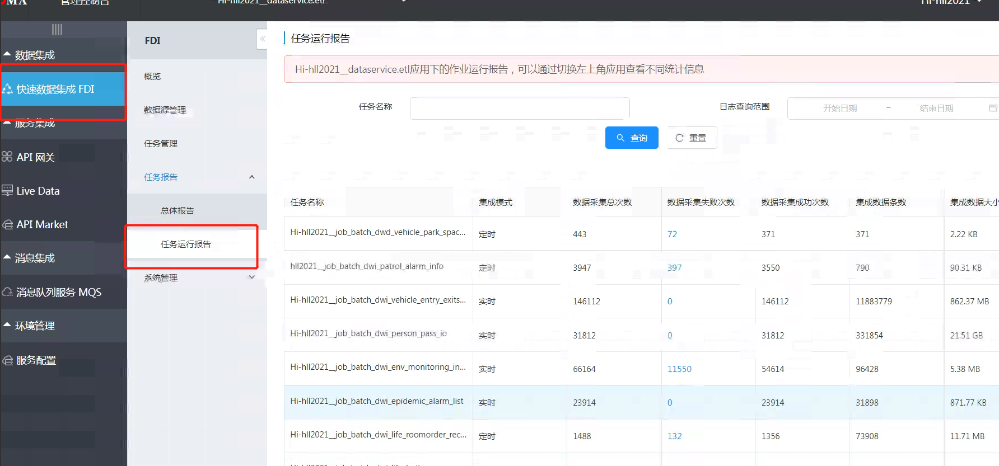 管理控制台
Hi-hll2021__dataservice.etl
Hi-hll2021
数据集成
快速数据集成 FDI
服务集成
API 网关
Live Data
API Market
消息集成
消息队列服务 MQS
环境管理
服务配置
FDI
概览
数据源管理
任务管理
任务报告
总体报告
任务运行报告
系统管理
任务运行报告
Hi-hll2021__dataservice.etl应用下的作业运行报告，可以通过切换左上角应用查看不同统计信息
任务名称 日志查询范围 开始日期 ~ 结束日期
查询 重置
任务名称 集成模式 数据采集总次数 数据采集失败次数 数据采集成功次数 集成数据条数 集成数据大小
Hi-hll2021__job_batch_dwd_vehicle_park_spac... 定时 443 72 371 371 2.22 KB
hll2021__job_batch_dwi_patrol_alarm_info 定时 3947 397 3550 790 90.31 KB
Hi-hll2021__job_batch_dwi_vehicle_entry_exits... 实时 146112 0 146112 11883779 862.37 MB
Hi-hll2021__job_batch_dwi_person_pass_io 实时 31812 0 31812 331854 21.51 GB
Hi-hll2021__job_batch_dwi_env_monitoring_in... 实时 66164 11550 54614 96428 5.38 MB
Hi-hll2021__job_batch_dwi_epidemic_alarm_list 实时 23914 0 23914 31898 871.77 KB
Hi-hll2021__job_batch_dwi_life_roomorder_rec... 定时 1488 132 1356 73908 11.71 MB